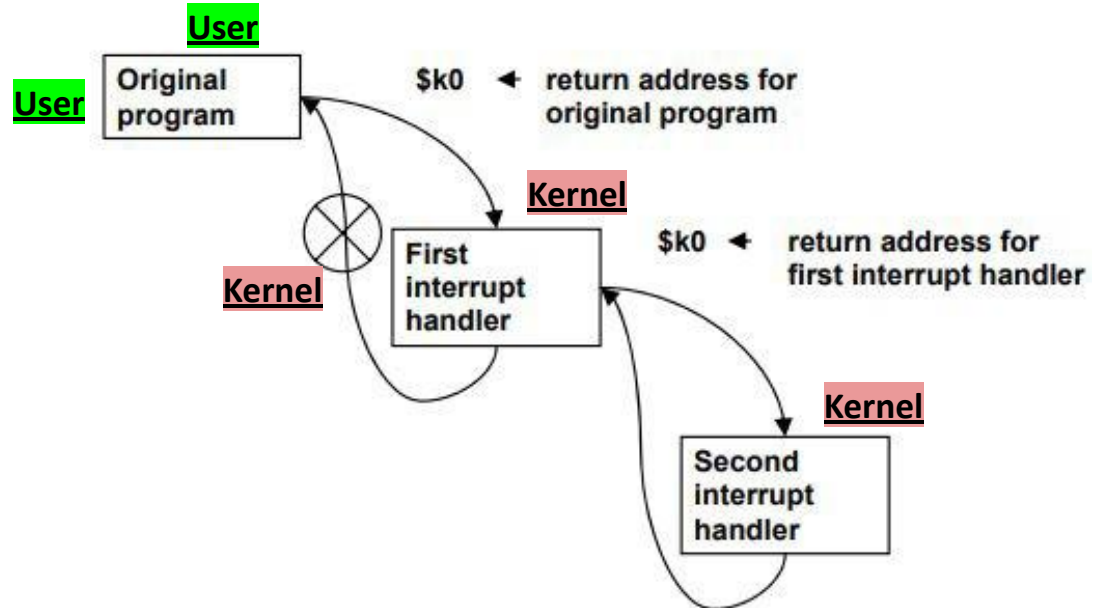 User
User
Original
program
$k0 ← return address for
original program
Kernel
First
interrupt
handler
$k0 ← return address for
first interrupt handler
Kernel
Kernel
Second
interrupt
handler